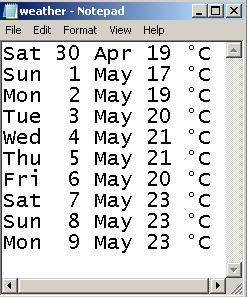 weather - Notepad
File Edit Format View Help
Sat 30 Apr 19 °C
Sun 1 May 17 °C
Mon 2 May 19 °C
Tue 3 May 20 °C
Wed 4 May 21 °C
Thu 5 May 21 °C
Fri 6 May 20 °C
Sat 7 May 23 °C
Sun 8 May 23 °C
Mon 9 May 23 °C